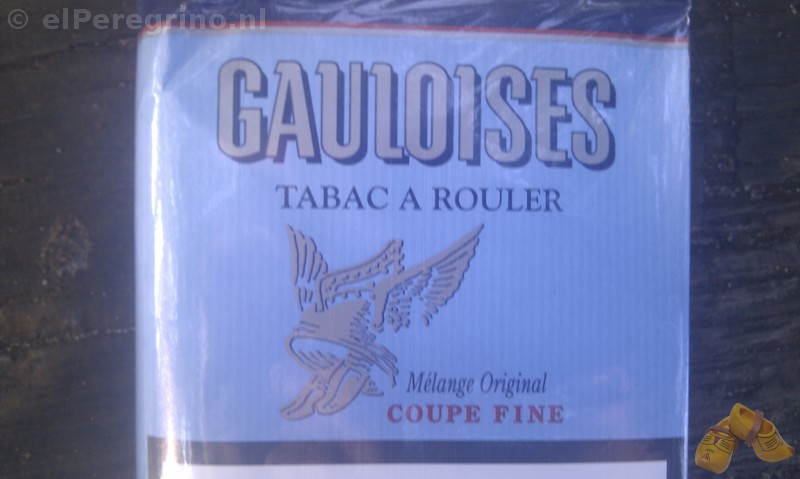 © elPeregrino.nl
GAULOISES
TABAC A ROULER
Mélange Original
COUPE FINE